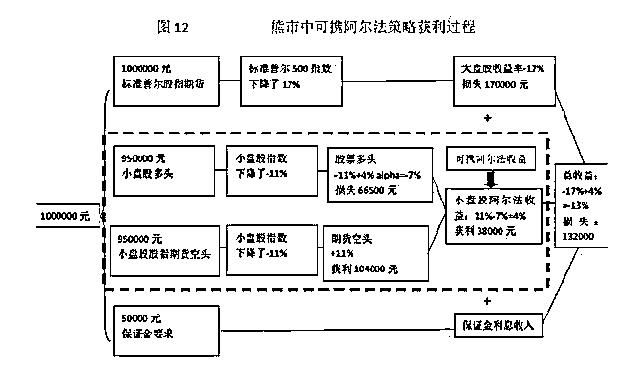 图 12 熊市中可携阿尔法策略获利过程
1000000 元
标准普尔股指期货
标准普尔 500 指数
下降了 17%
大盘股收益率-17%
损失 170000 元
+
950000 元
小盘股多头
小盘股指数
下降了-11%
股票多头
-11%+4% alpha=-7%
损失 66500 元
可携阿尔法收益
1000000 元
950000 元
小盘股股指期货空头
小盘股指数
下降了-11%
期货空头
+11%
获利 104000 元
小盘股阿尔法收
益：11%-7%=4%
获利 38000 元
总收益：
-17%+4%
=-13%
损 失 ：
132000
+
50000 元
保证金要求
保证金利息收入